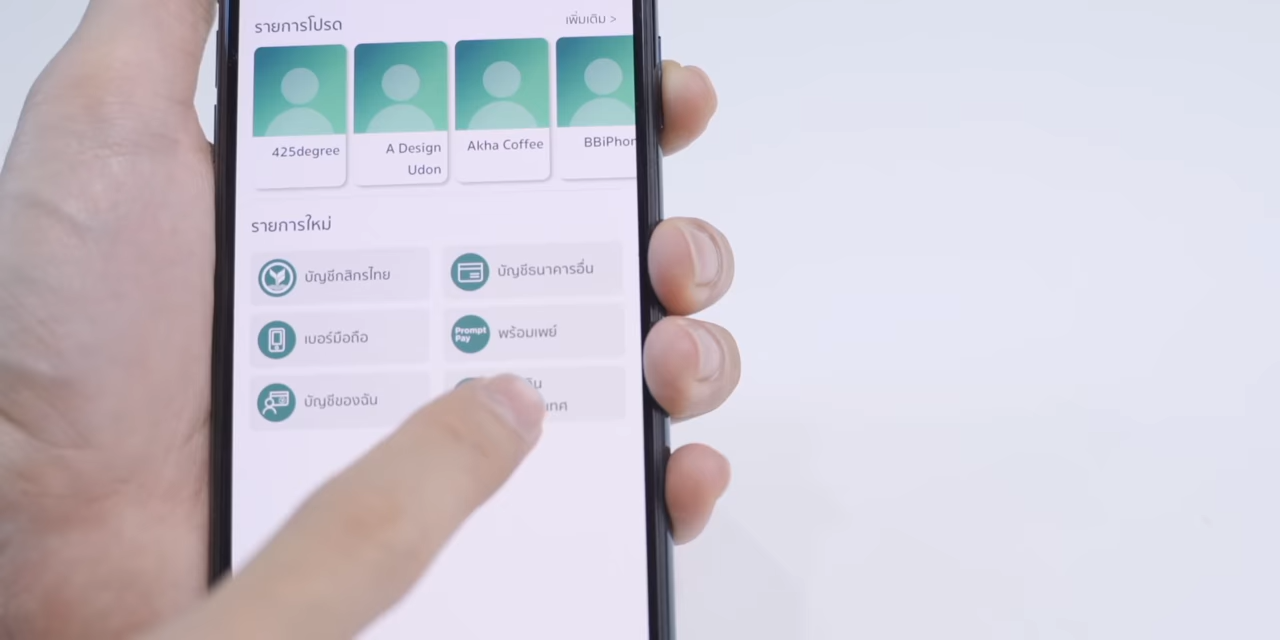 รายการโปรด
เพิ่มเติม >
425degree
A Design
Udon
Akha Coffee
รายการใหม่
บัญชีกสิกรไทย
บัญชีธนาคารอื่น
เบอร์มือถือ
Prompt
Pay
พร้อมเพย์
บัญชีของฉัน